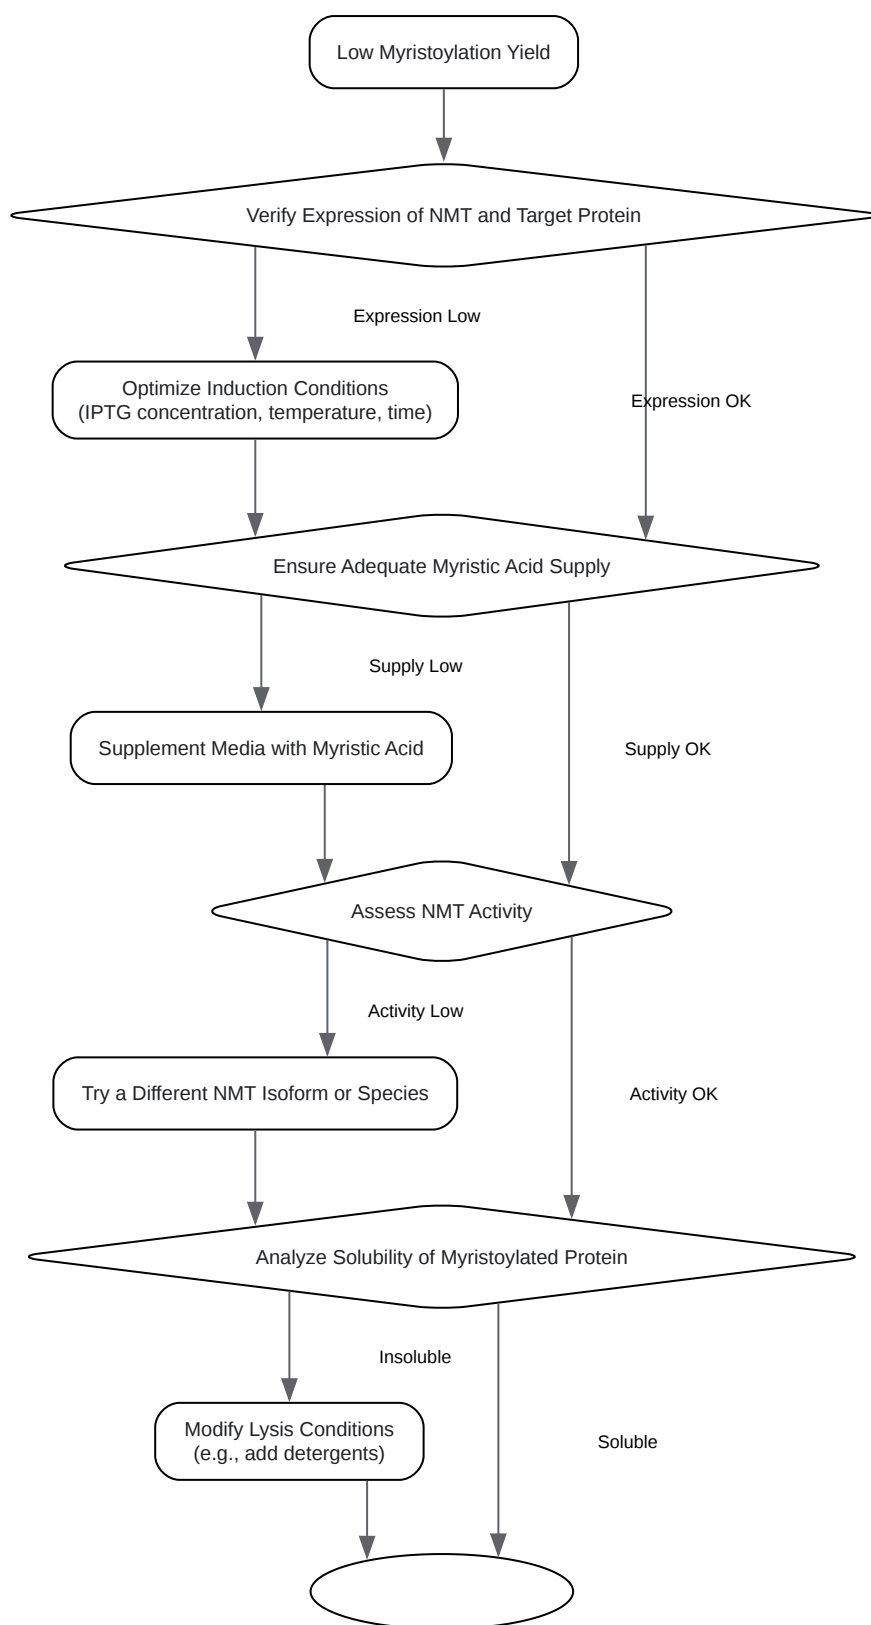 Low Myristoylation Yield
Verify Expression of NMT and Target Protein
Expression Low
Optimize Induction Conditions
(IPTG concentration, temperature, time)
Expression OK
Ensure Adequate Myristic Acid Supply
Supply Low
Supplement Media with Myristic Acid
Supply OK
Assess NMT Activity
Activity Low
Try a Different NMT Isoform or Species
Activity OK
Analyze Solubility of Myristoylated Protein
Insoluble
Modify Lysis Conditions
(e.g., add detergents)
Soluble